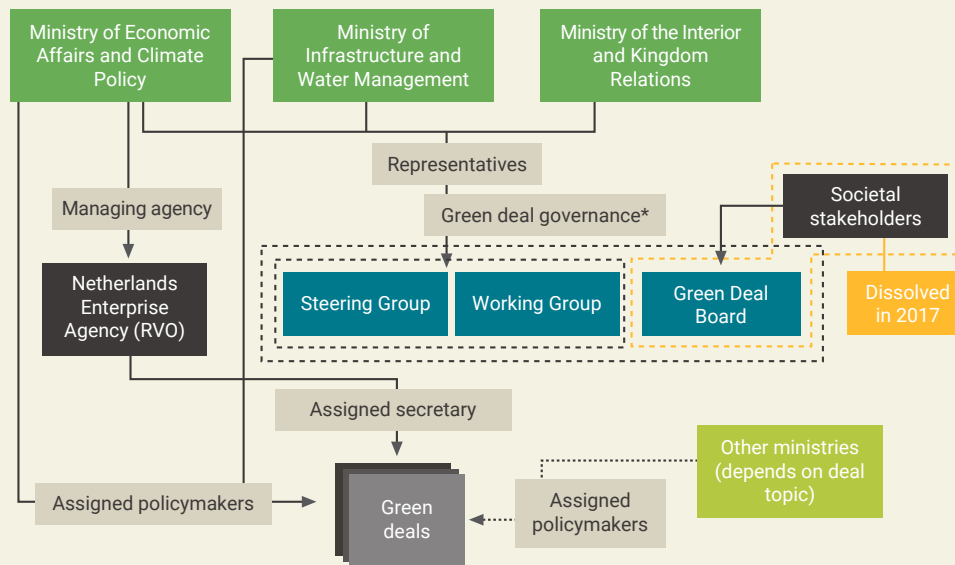 Ministry of Economic
Affairs and Climate
Policy
Ministry of
Infrastructure and
Water Management
Ministry of the Interior
and Kingdom
Relations
Representatives
Managing agency
Green deal governance*
Societal
stakeholders
Netherlands
Enterprise
Agency (RVO)
Steering Group
Working Group
Green Deal
Board
Dissolved
in 2017
Assigned secretary
Other ministries
(depends on deal
topic)
Assigned policymakers
Green
deals
Assigned
policymakers